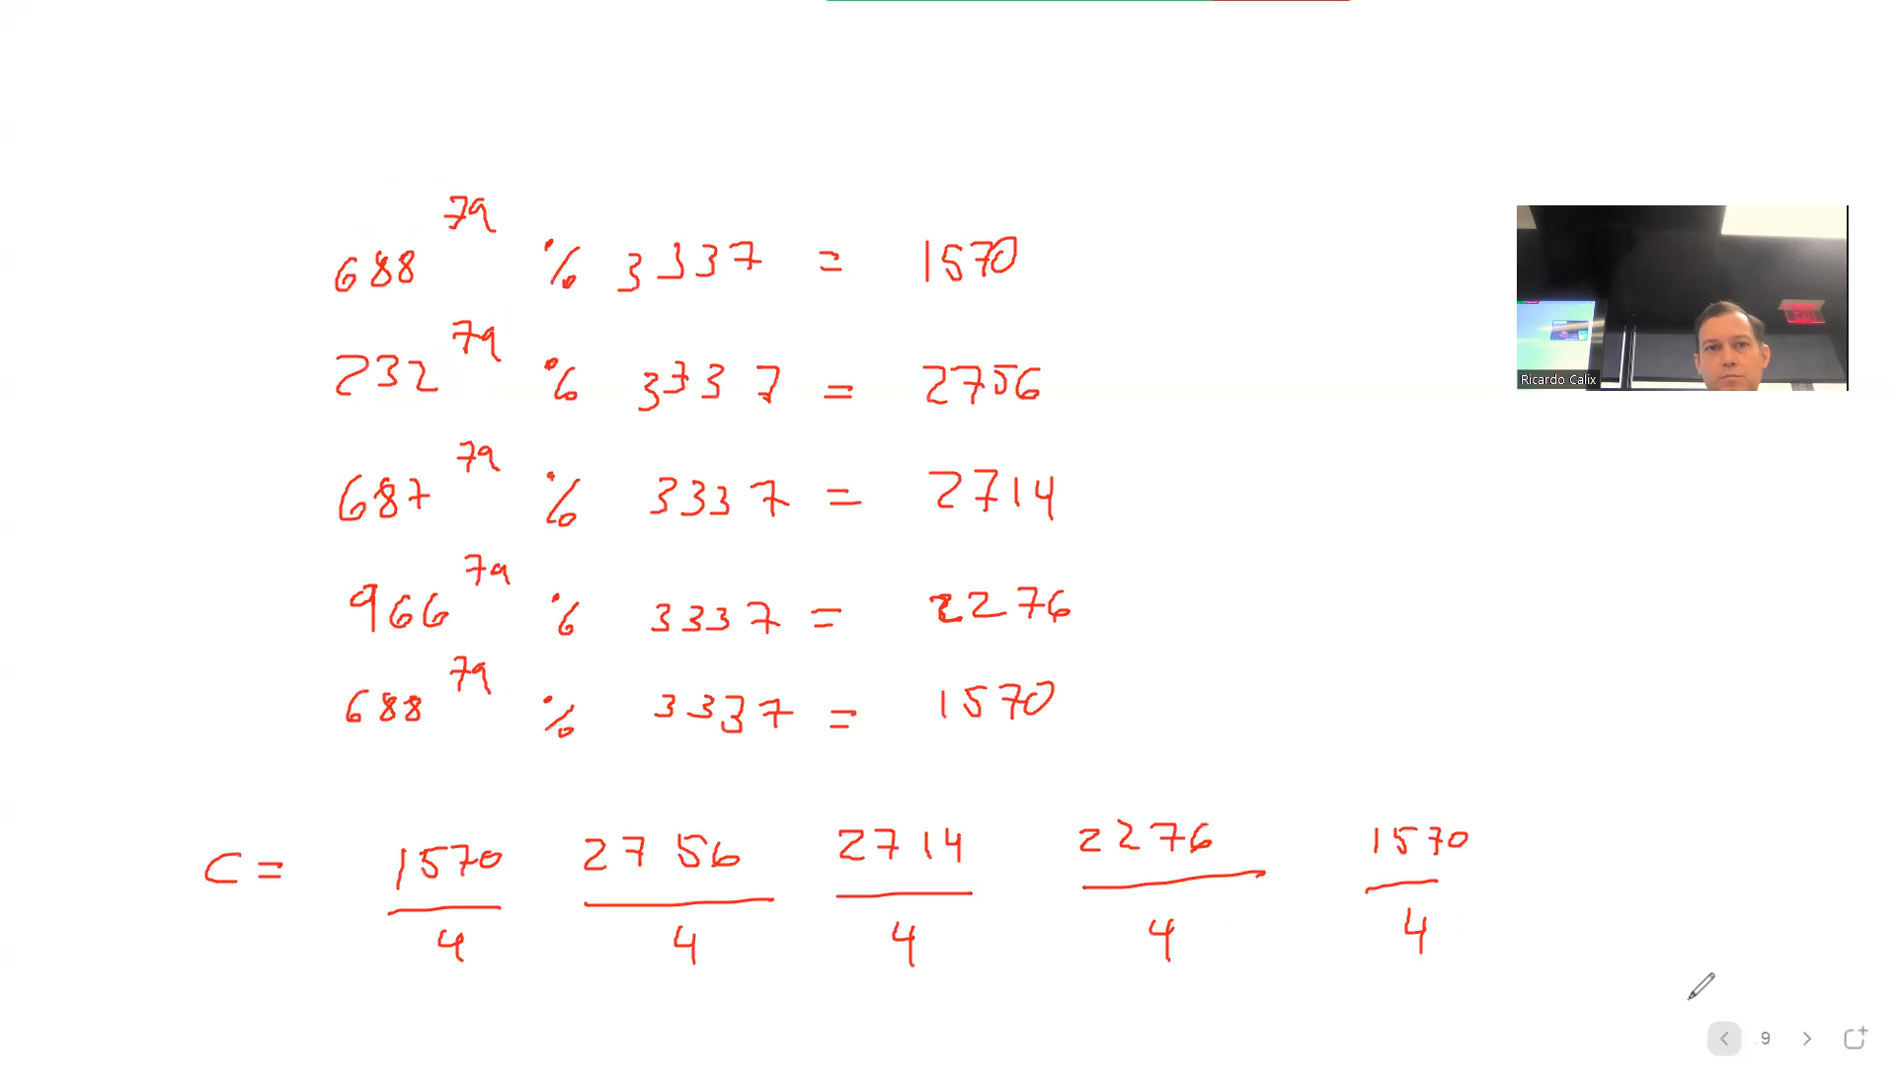 688^79 % 3337 = 1570
232^79 % 3337 = 2756
687^79 % 3337 = 2714
966^79 % 3337 = 2276
688^79 % 3337 = 1570
C = 1570 2756 2714 2276 1570
4 4 4 4 4
EXIT
Ricardo Calix
9